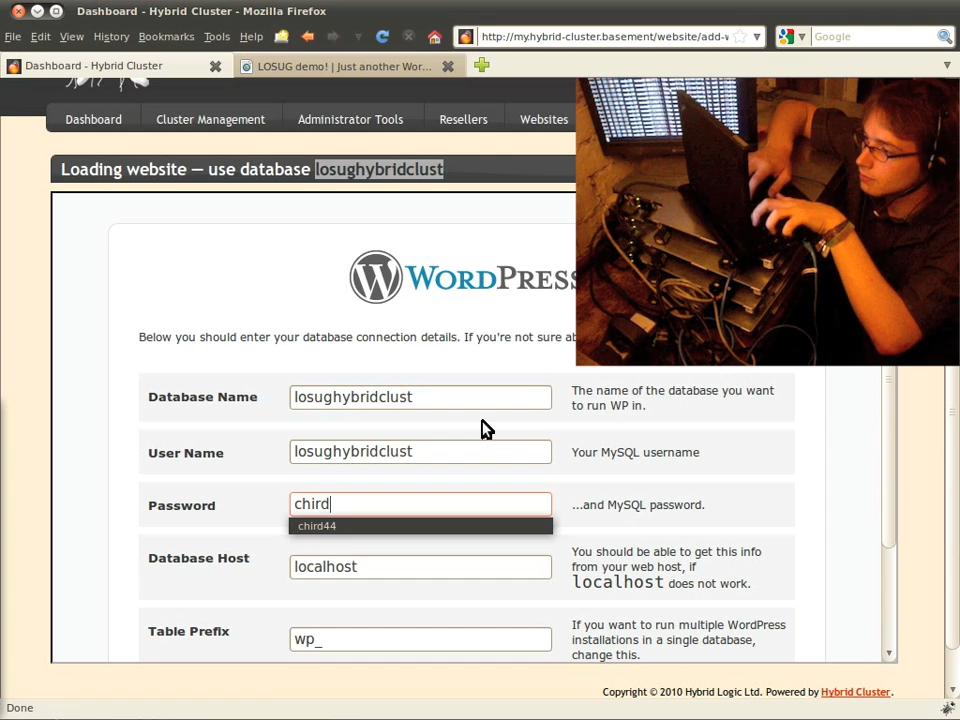 Dashboard - Hybrid Cluster - Mozilla Firefox
File Edit View History Bookmarks Tools Help http://my.hybrid-cluster.basement/website/add-w Google
Dashboard - Hybrid Cluster LOSUG demo! | Just another Wor...
Dashboard Cluster Management Administrator Tools Resellers Websites
Loading website — use database losughybridclust
WORDPRESS
Below you should enter your database connection details. If you're not sure ab
Database Name losughybridclust The name of the database you want
to run WP in.
User Name losughybridclust Your MySQL username
Password chird ...and MySQL password.
chird44
Database Host localhost You should be able to get this info
from your web host, if
localhost does not work.
Table Prefix wp_ If you want to run multiple WordPress
installations in a single database,
change this.
Copyright © 2010 Hybrid Logic Ltd. Powered by Hybrid Cluster.
Done